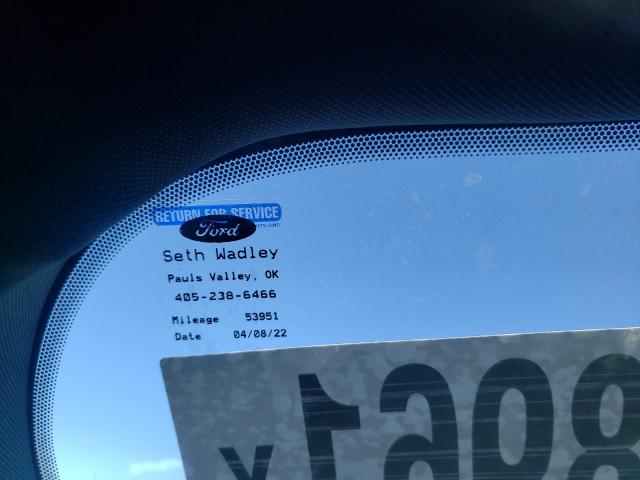 RETURN FOR SERVICE
Ford
Seth Wadley
Pauls Valley, OK
405-238-6466
Mileage 53951
Date 04/08/22